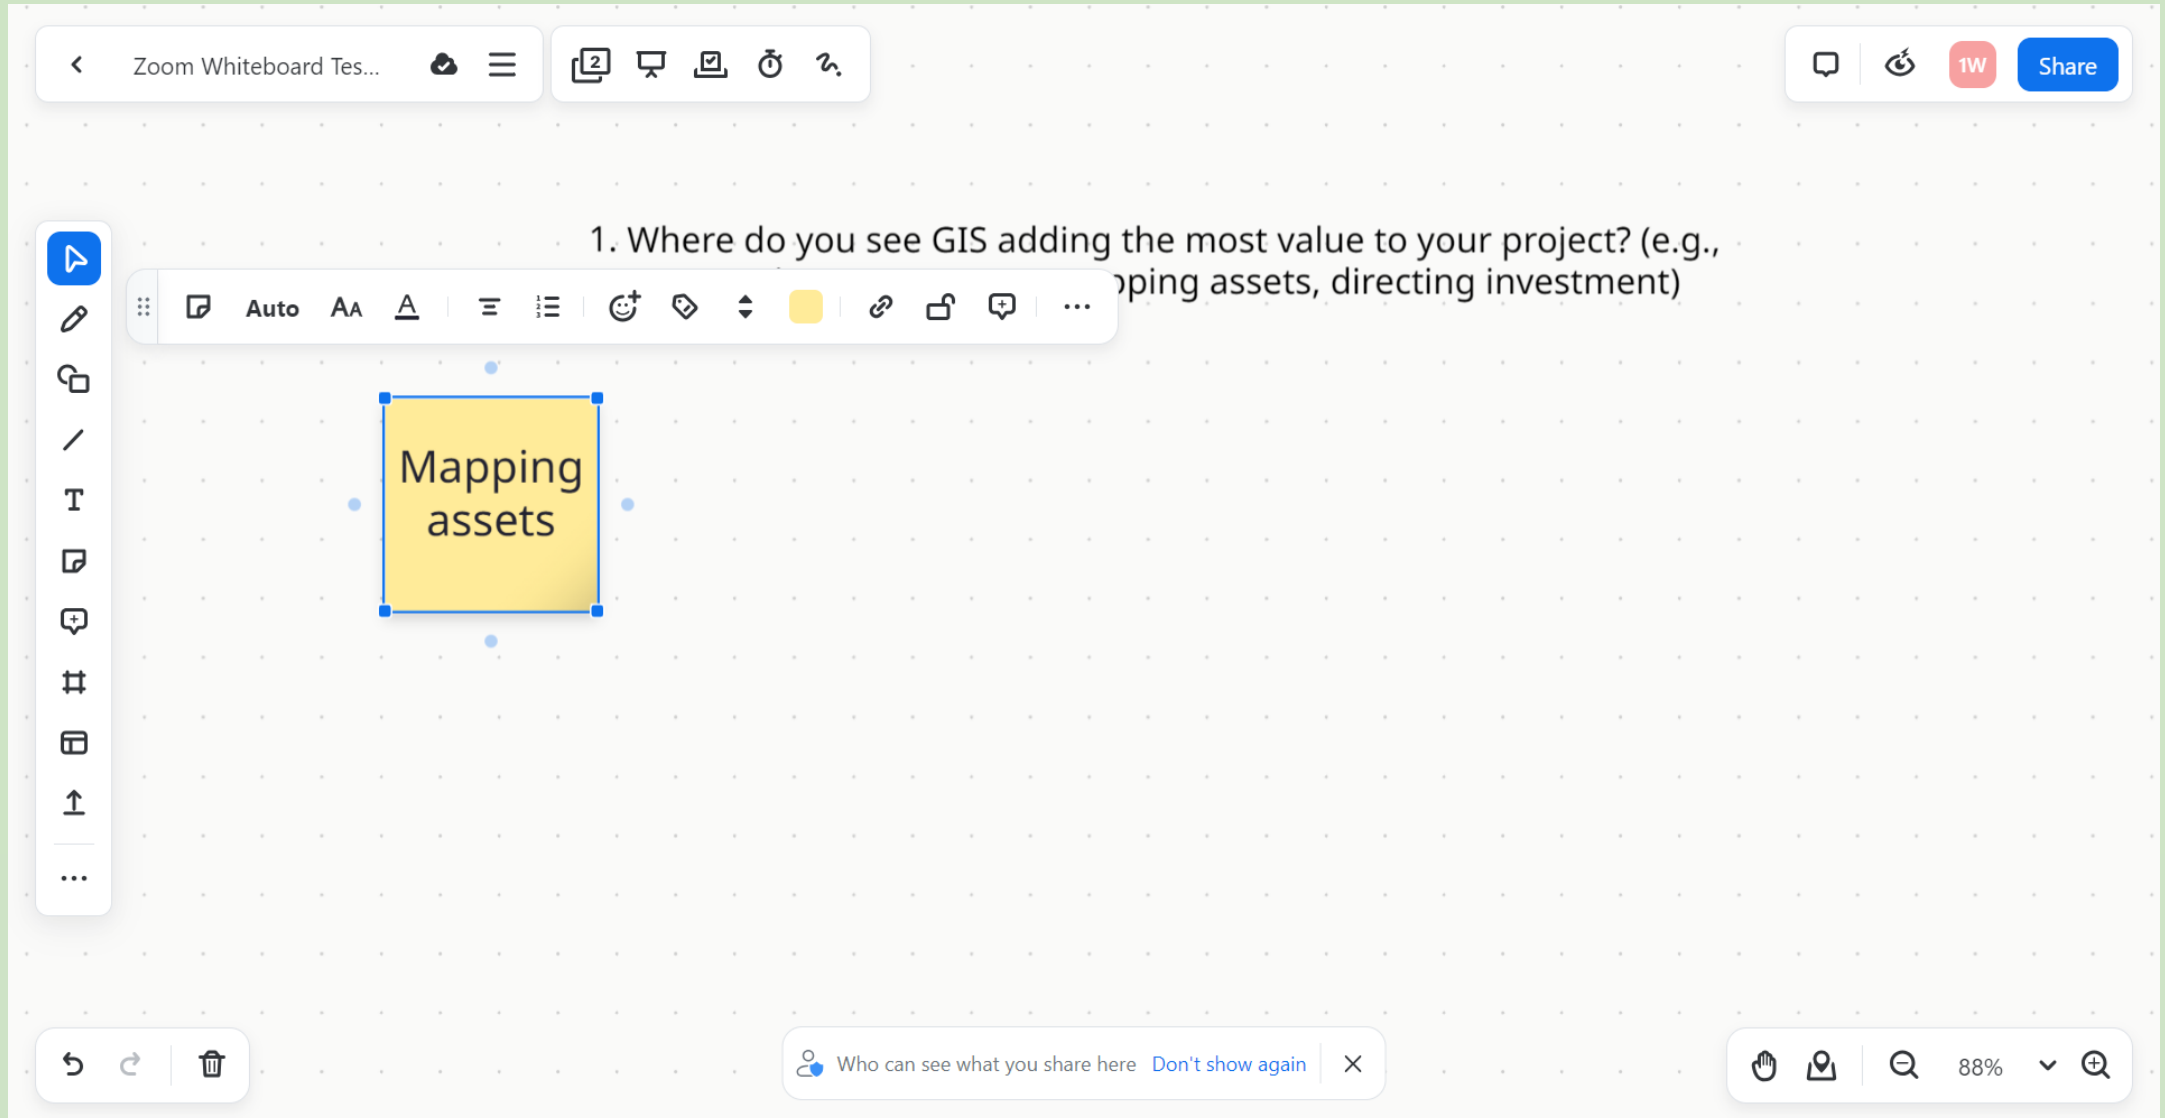 Zoom Whiteboard Tes...
2
1W
Share
1. Where do you see GIS adding the most value to your project? (e.g.,
pping assets, directing investment)
Auto
Mapping
assets
Who can see what you share here Don't show again
88%